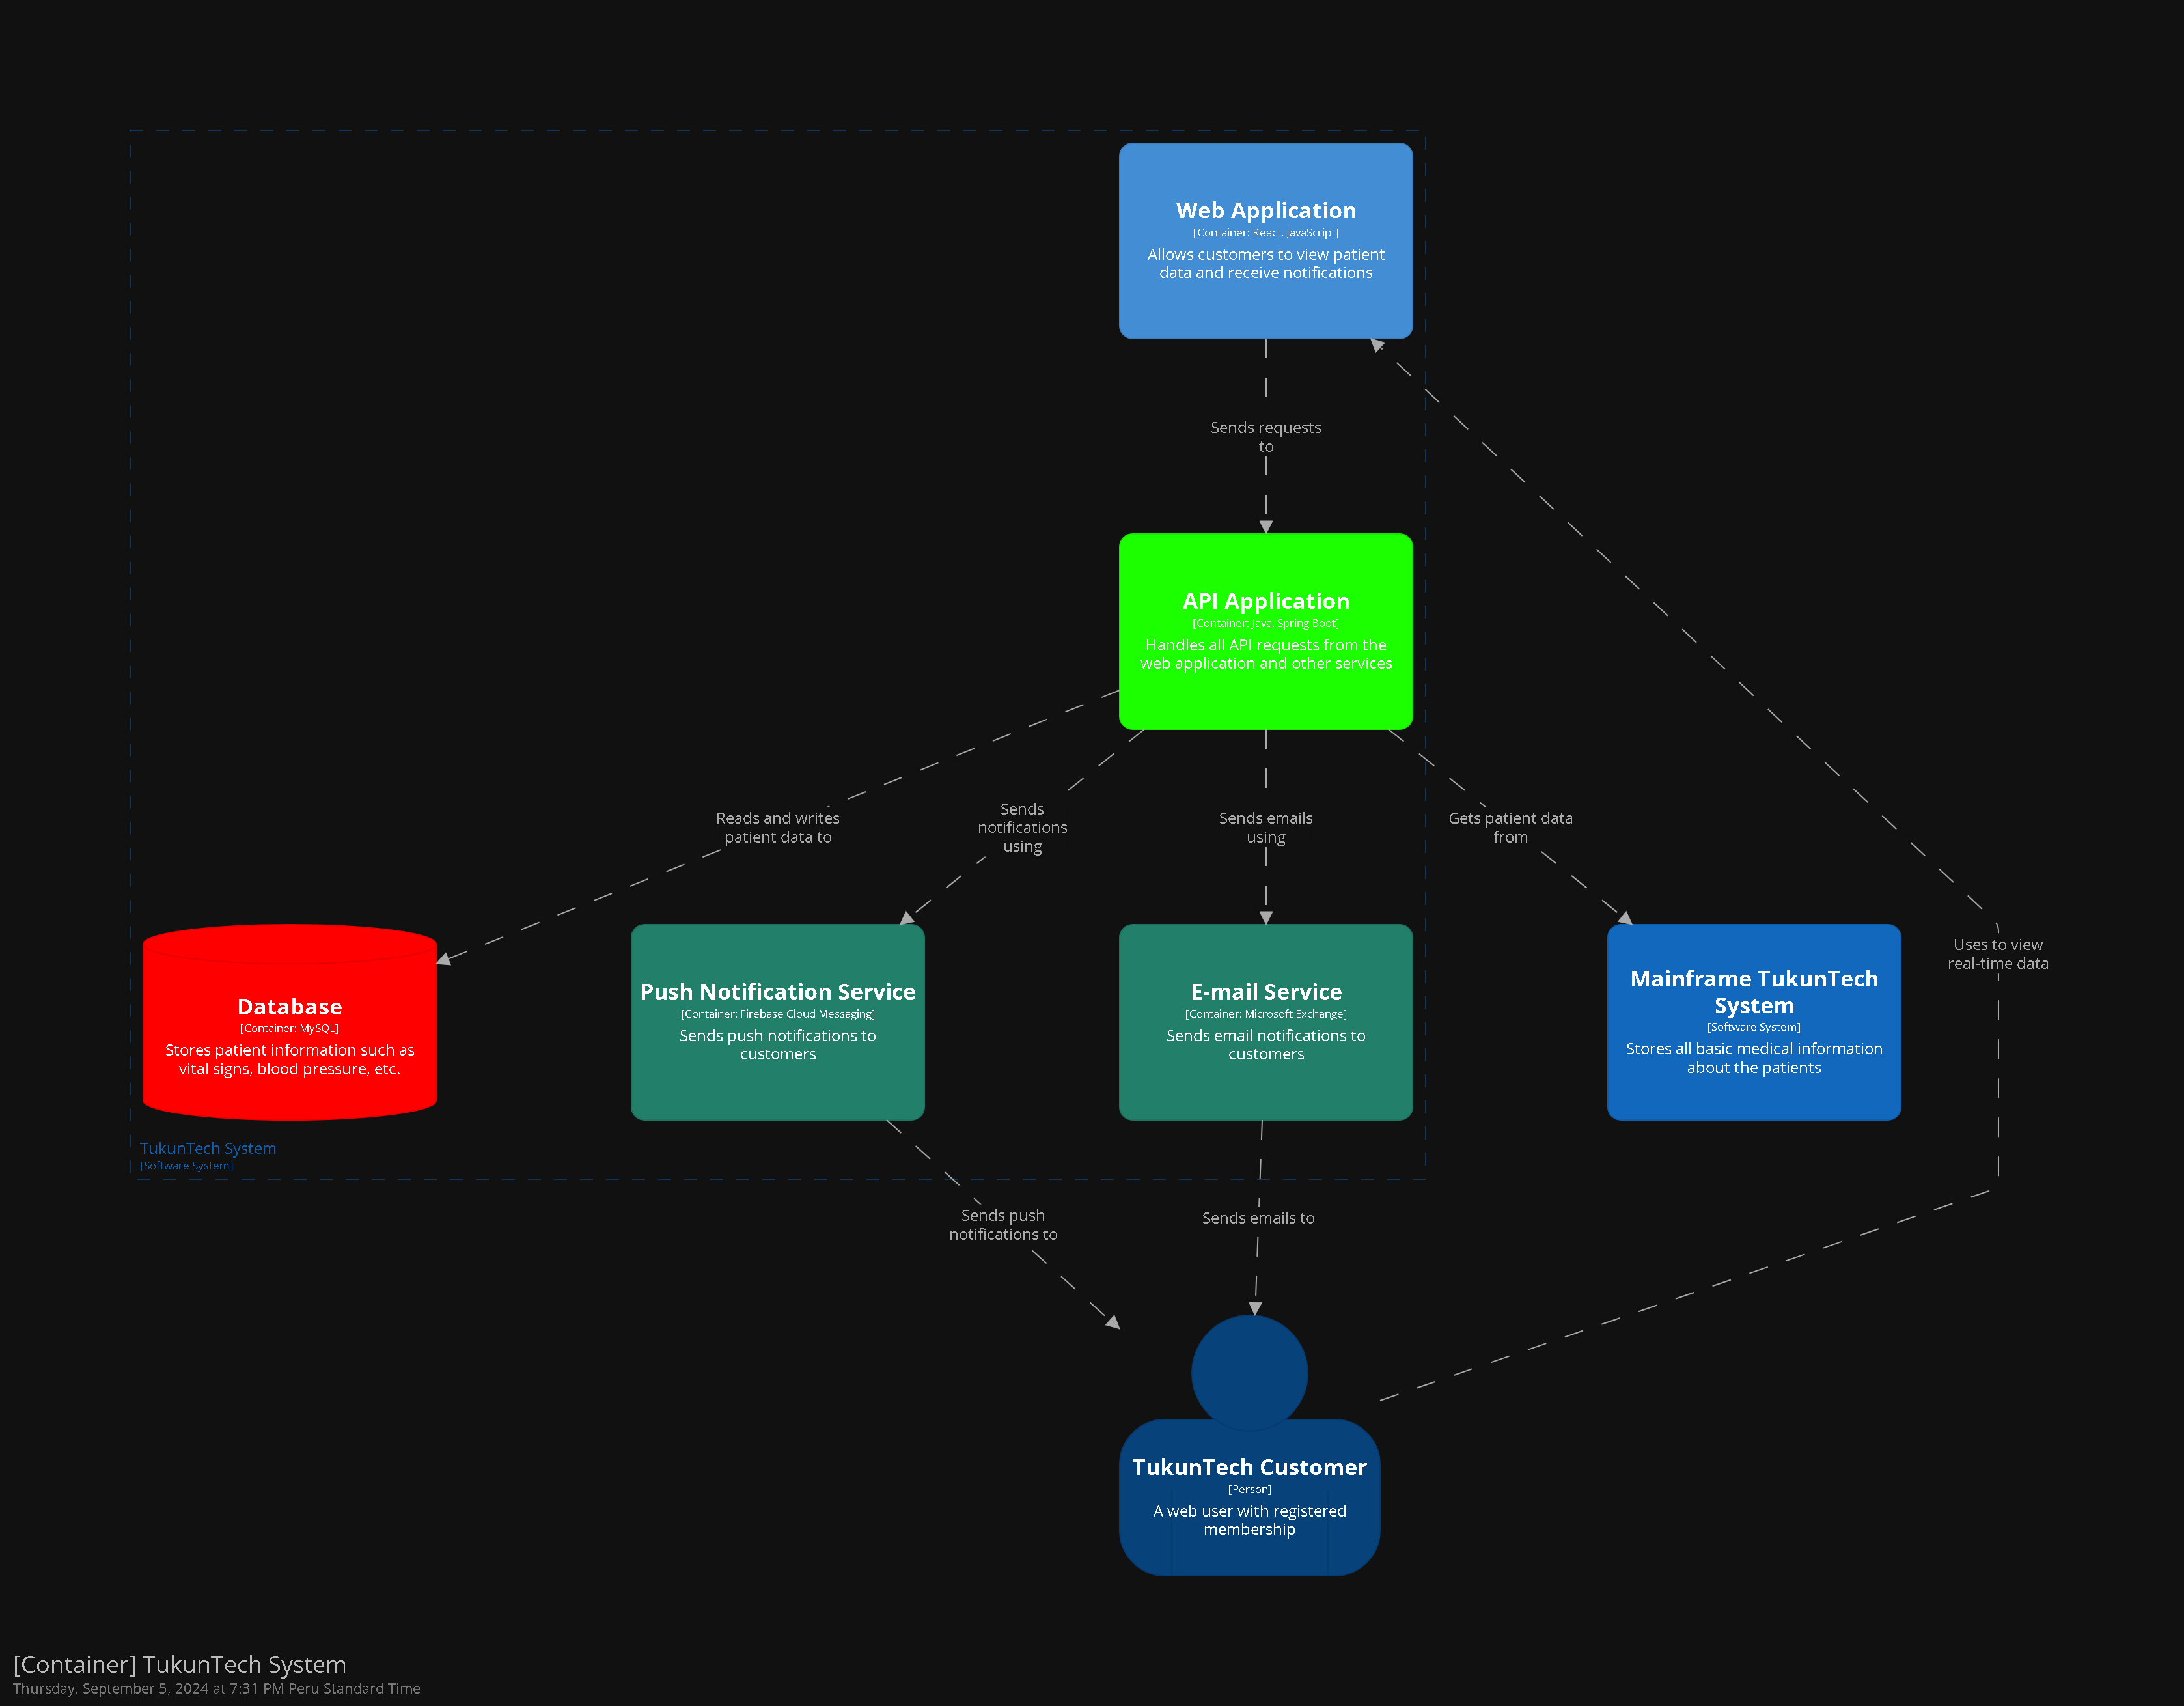 Web Application
[Container: React, JavaScript]
Allows customers to view patient
data and receive notifications
Sends requests
to
API Application
[Container: Java, Spring Boot]
Handles all API requests from the
web application and other services
Reads and writes
patient data to
Sends
notifications
using
Sends emails
using
Gets patient data
from
Uses to view
real-time data
Database
[Container: MySQL]
Stores patient information such as
vital signs, blood pressure, etc.
Push Notification Service
[Container: Firebase Cloud Messaging]
Sends push notifications to
customers
E-mail Service
[Container: Microsoft Exchange]
Sends email notifications to
customers
Mainframe TukunTech
System
[Software System]
Stores all basic medical information
about the patients
TukunTech System
[Software System]
Sends push
notifications to
Sends emails to
TukunTech Customer
[Person]
A web user with registered
membership
[Container] TukunTech System
Thursday, September 5, 2024 at 7:31 PM Peru Standard Time